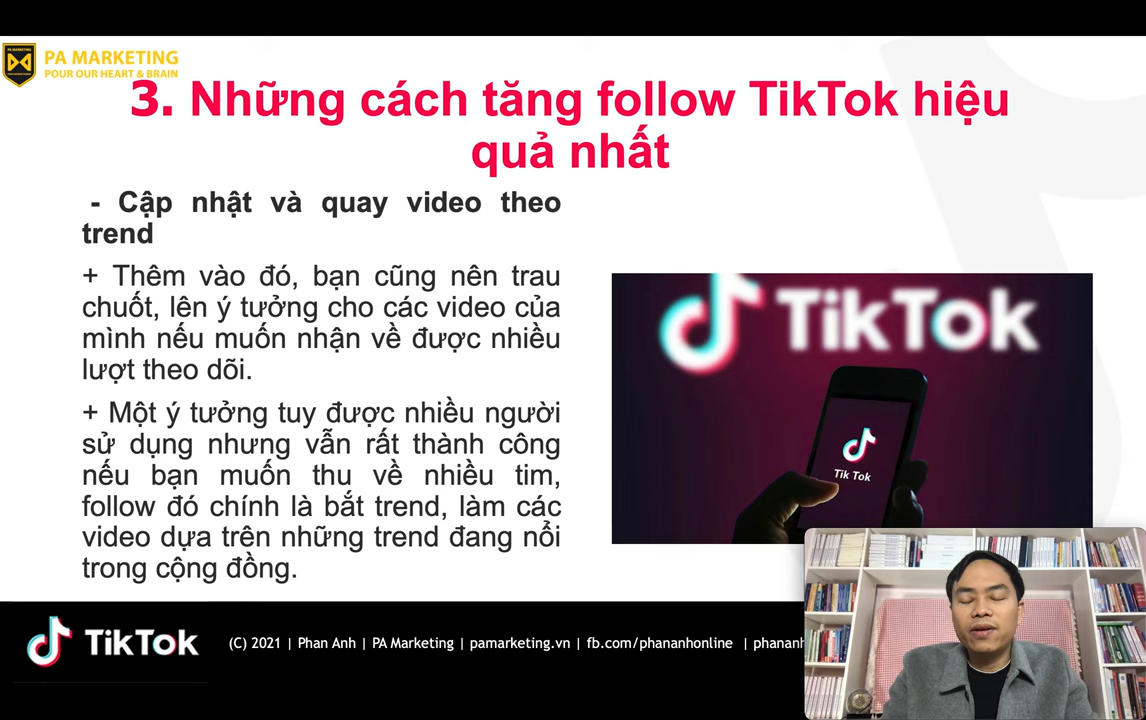 PA MARKETING
POUR OUR HEART & BRAIN
3. Những cách tăng follow TikTok hiệu
quả nhất
- Cập nhật và quay video theo
trend
+ Thêm vào đó, bạn cũng nên trau
chuốt, lên ý tưởng cho các video của
mình nếu muốn nhận về được nhiều
lượt theo dõi.
+ Một ý tưởng tuy được nhiều người
sử dụng nhưng vẫn rất thành công
nếu bạn muốn thu về nhiều tim,
follow đó chính là bắt trend, làm các
video dựa trên những trend đang nổi
trong cộng đồng.
TikTok
Tik Tok
TikTok
(C) 2021 | Phan Anh | PA Marketing | pamarketing.vn | fb.com/phananhonline | phananh